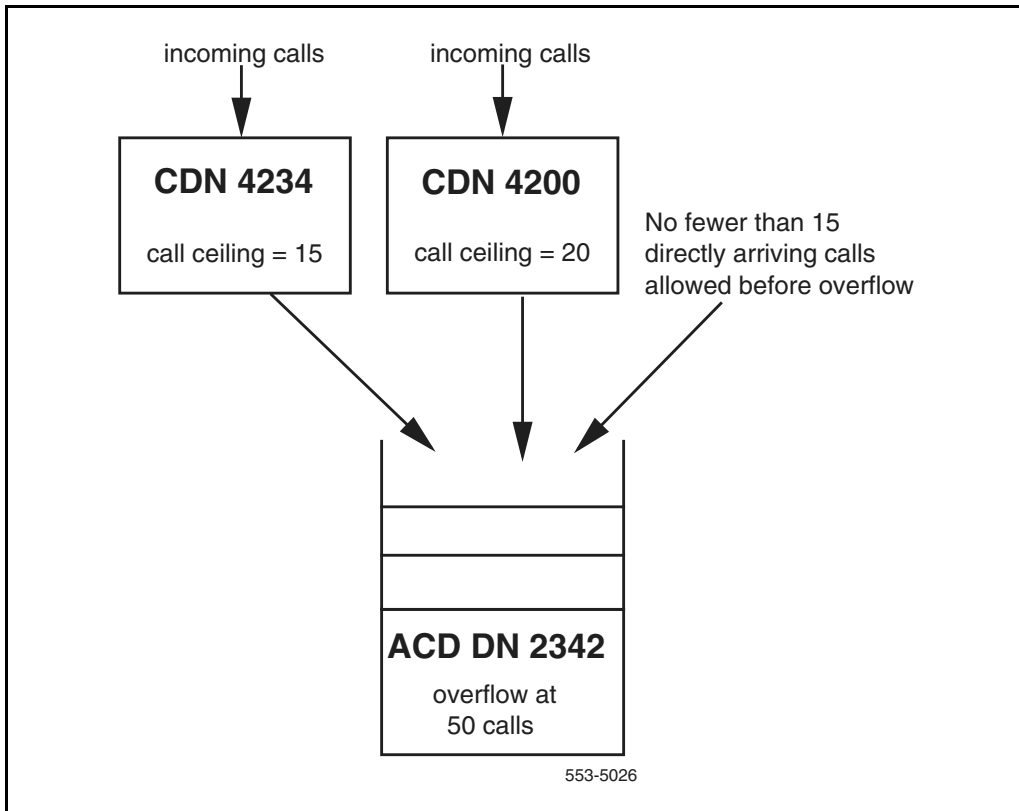 incoming calls
incoming calls
CDN 4234
call ceiling = 15
CDN 4200
call ceiling = 20
No fewer than 15
directly arriving calls
allowed before overflow
ACD DN 2342
overflow at
50 calls
553-5026